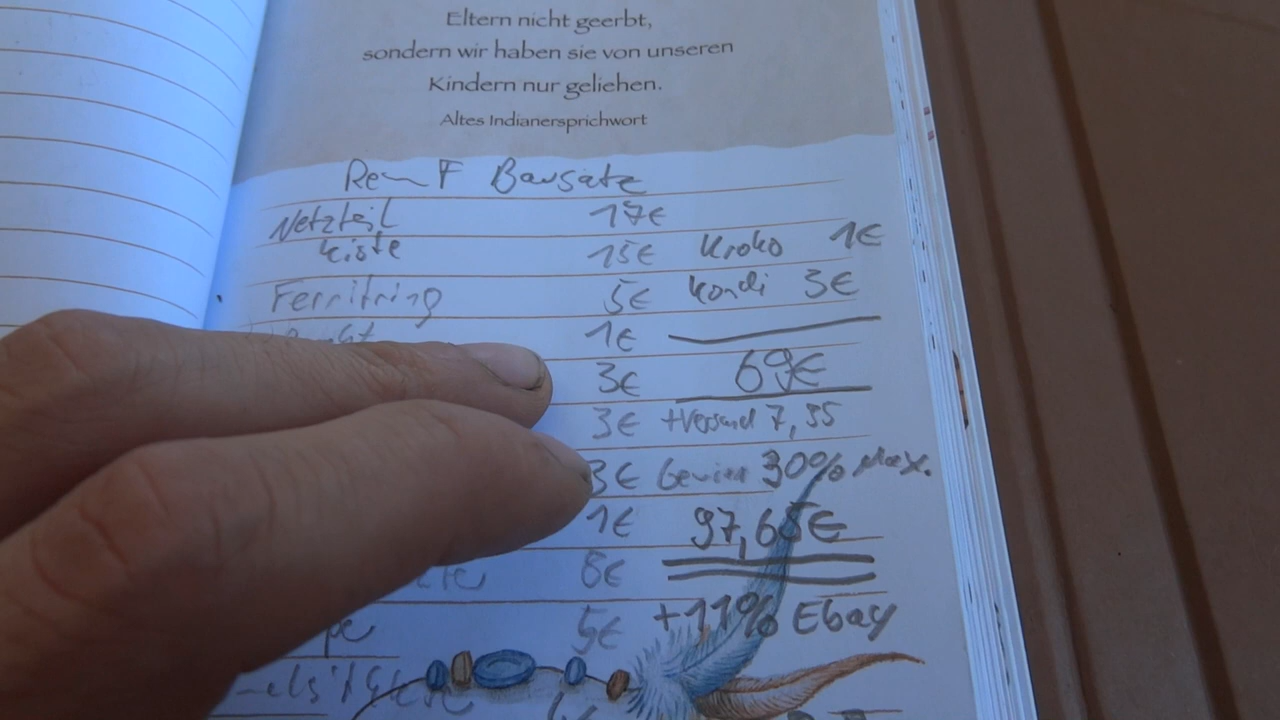 Eltern nicht geerbt,
sondern wir haben sie von unseren
Kindern nur geliehen.
Altes Indianersprichwort
Bausatz
Netzteil 17€
Kiste 15€ Kroko 1€
Ferritring 5€ Kondi 3€
1€
3€ 69€
3€ +Versand 7,
3€ Gewinn 30% Max.
1€ 97,65€
8€
5€ +11% Ebay